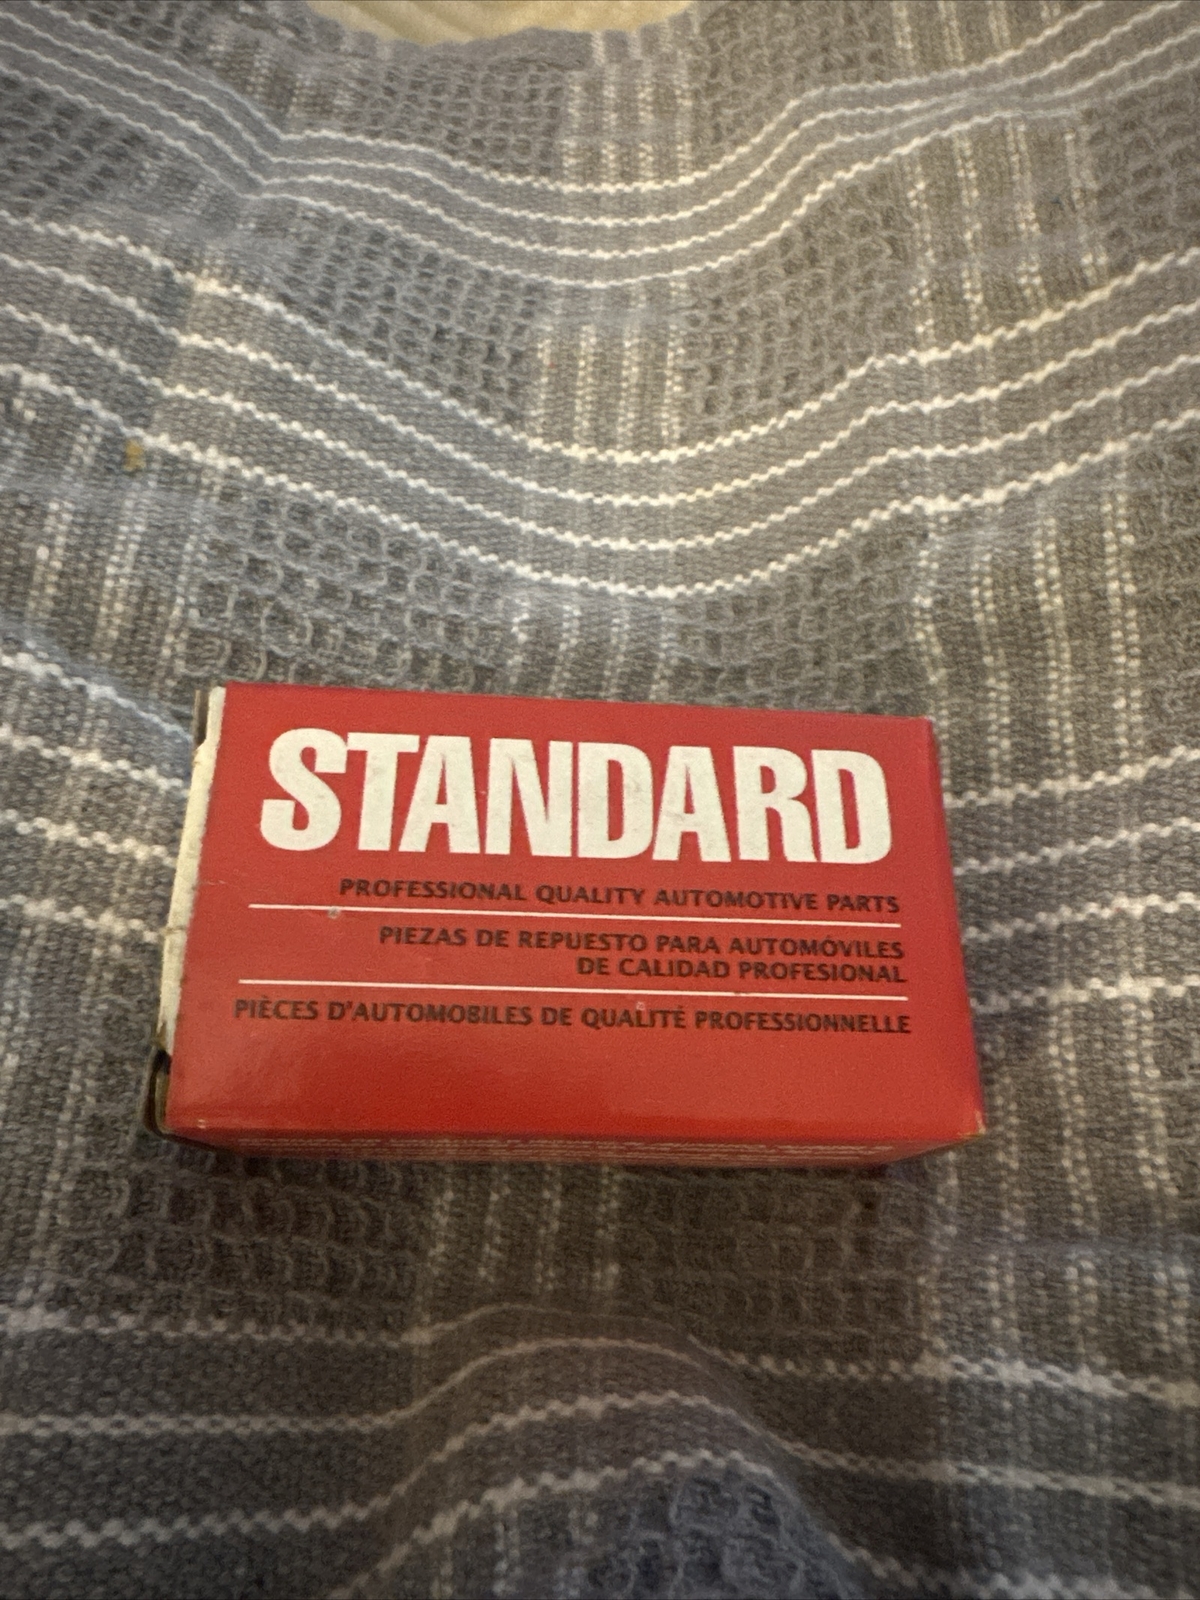 STANDARD
PROFESSIONAL QUALITY AUTOMOTIVE PARTS
PIEZAS DE REPUESTO PARA AUTOMÓVILES
DE CALIDAD PROFESIONAL
PIÈCES D'AUTOMOBILES DE QUALITÉ PROFESSIONNELLE